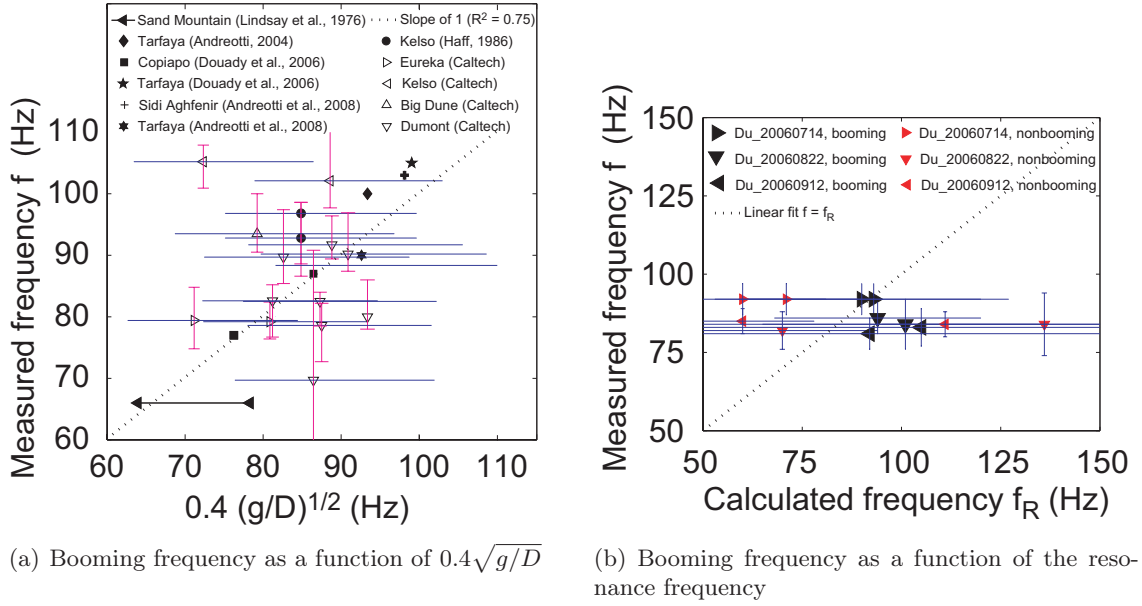 Sand Mountain (Lindsay et al., 1976)
Tarfaya (Andreotti, 2004)
Copiapo (Douady et al., 2006)
Tarfaya (Douady et al., 2006)
Sidi Aghfenir (Andreotti et al., 2008)
Tarfaya (Andreotti et al., 2008)
Slope of 1 (R² = 0.75)
Kelso (Haff, 1986)
Eureka (Caltech)
Kelso (Caltech)
Big Dune (Caltech)
Dumont (Caltech)
Measured frequency f (Hz)
110
100
90
80
70
60
60 70 80 90 100 110
0.4 (g/D)^{1/2} (Hz)
(a) Booming frequency as a function of 0.4√g/D
Du_20060714, booming
Du_20060822, booming
Du_20060912, booming
Linear fit f = f_R
Du_20060714, nonbooming
Du_20060822, nonbooming
Du_20060912, nonbooming
Measured frequency f (Hz)
150
125
100
75
50
50 75 100 125 150
Calculated frequency f_R (Hz)
(b) Booming frequency as a function of the reso-
nance frequency